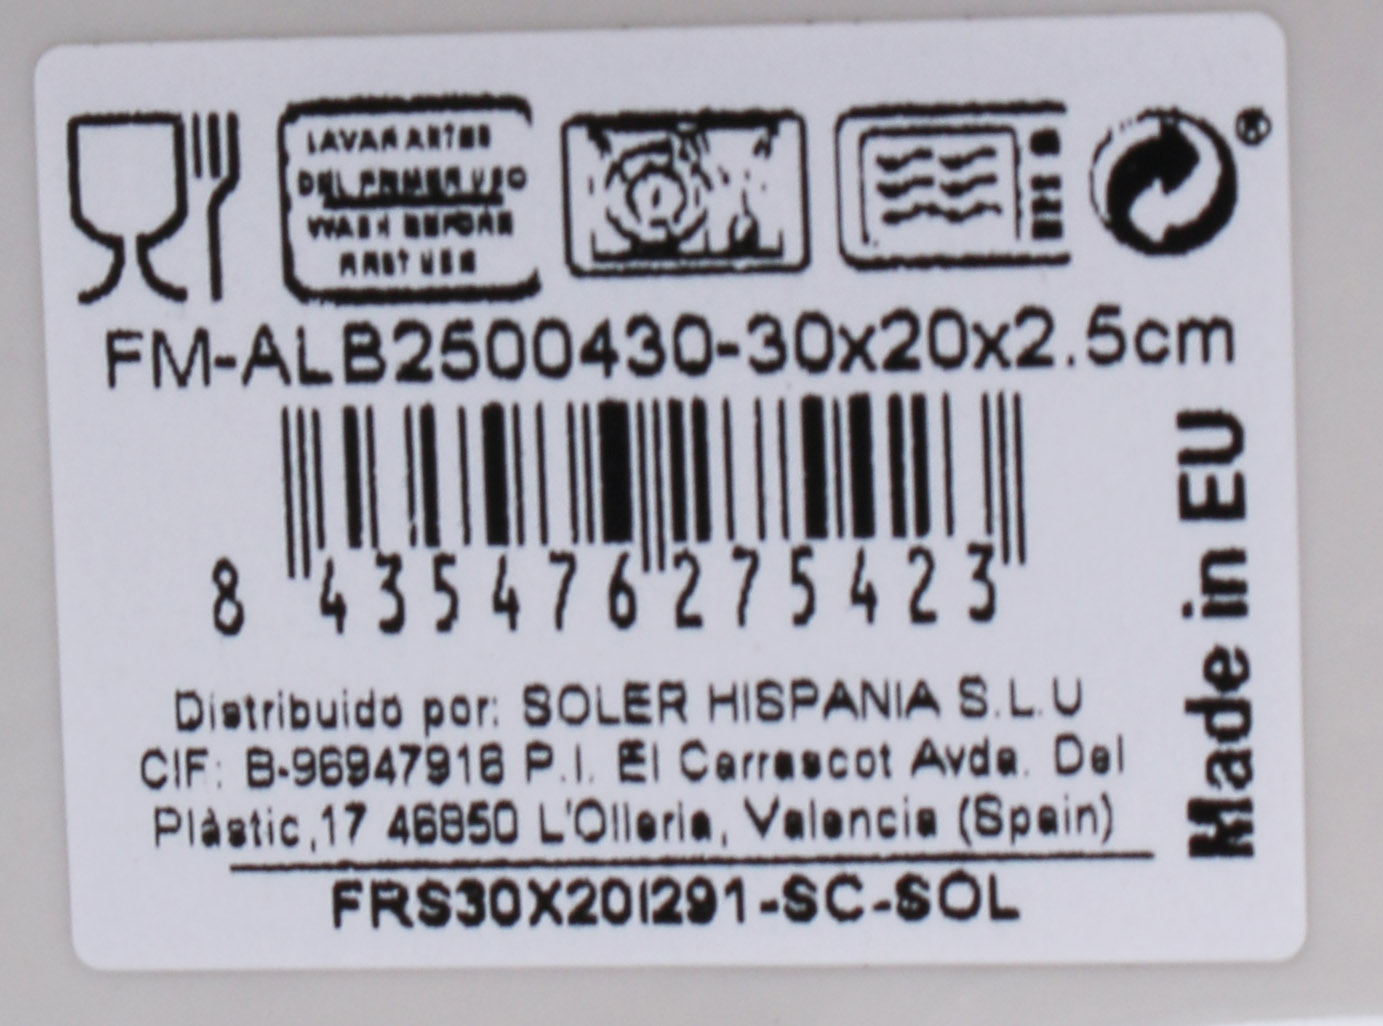 LAVAR ANTES
DEL PRIMER USO
WASH BEFORE
FIRST USE
®
FM-ALB2500430-30x20x2.5cm
8 435476 275423
Made in EU
Distribuido por: SOLER HISPANIA S.L.U
CIF: B-96947916 P.I. El Carrascot Avda. Del
Plàstic,17 46850 L'Olleria, Valencia (Spain)
FRS30X20I291-SC-SOL